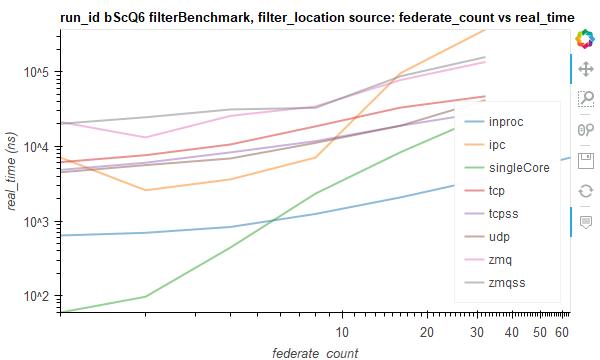 run_id bScQ6 filterBenchmark, filter_location source: federate_count vs real_time
real_time (ns)
10^5
10^4
10^3
10^2
inproc
ipc
singleCore
tcp
tcpss
udp
zmq
zmqss
10 20 30 40 50 60
federate_count